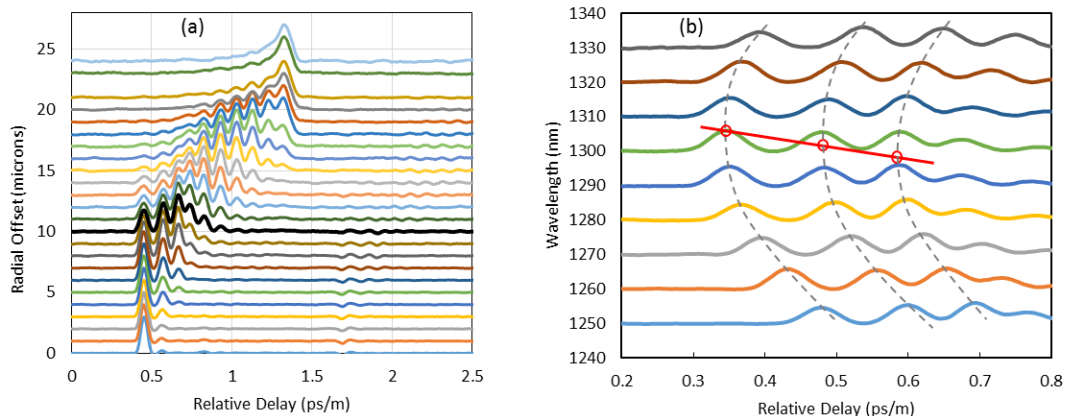 (a)
Radial Offset (microns)
25
20
15
10
5
0
0 0.5 1 1.5 2 2.5
Relative Delay (ps/m)
(b)
Wavelength (nm)
1340
1330
1320
1310
1300
1290
1280
1270
1260
1250
1240
0.2 0.3 0.4 0.5 0.6 0.7 0.8
Relative Delay (ps/m)